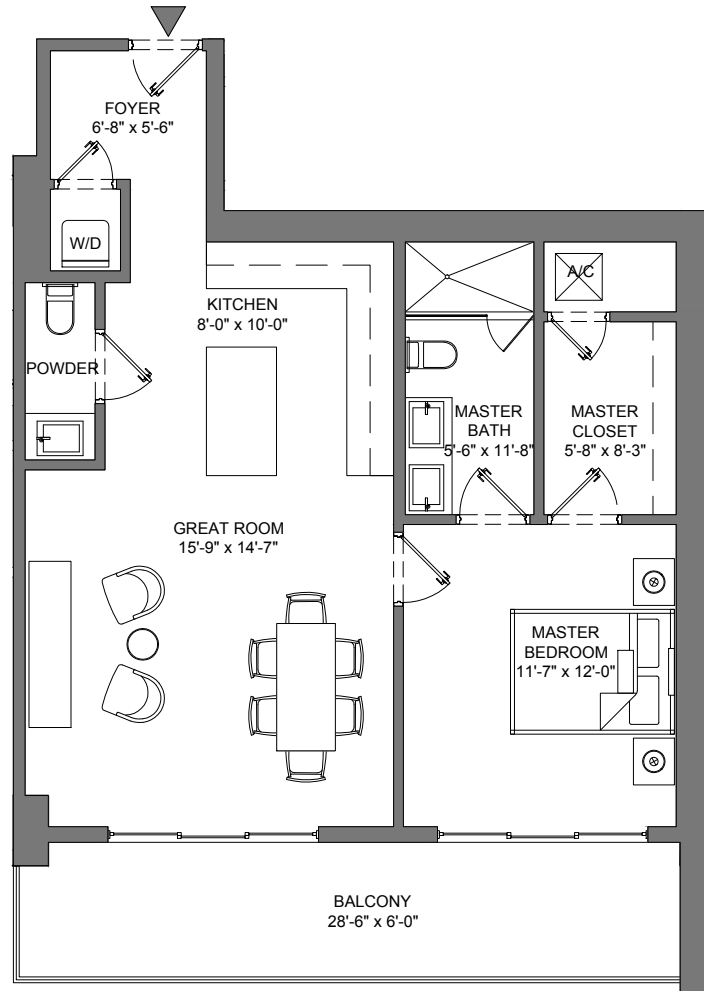 FOYER
6'-8" x 5'-6"
W/D
A/C
KITCHEN
8'-0" x 10'-0"
POWDER
MASTER
BATH
5'-6" x 11'-8"
MASTER
CLOSET
5'-8" x 8'-3"
GREAT ROOM
15'-9" x 14'-7"
MASTER
BEDROOM
11'-7" x 12'-0"
BALCONY
28'-6" x 6'-0"